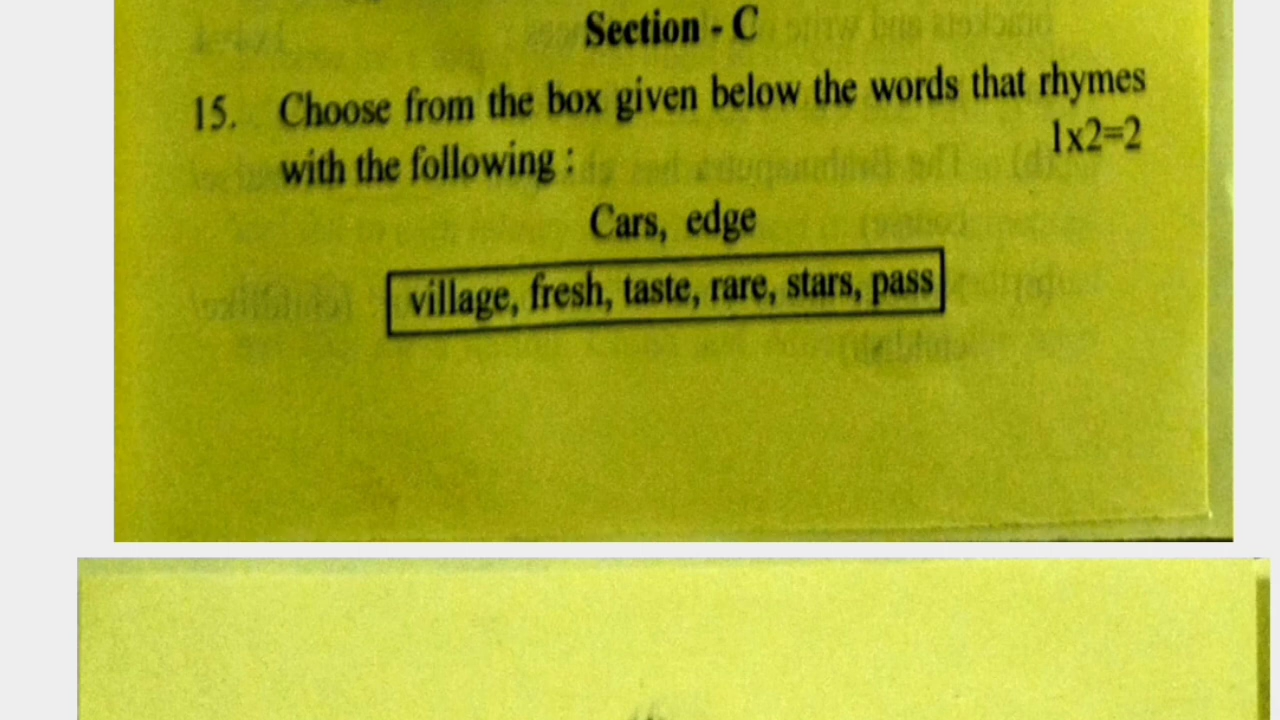 Section - C
15. Choose from the box given below the words that rhymes
with the following : 1x2=2
Cars, edge
village, fresh, taste, rare, stars, pass